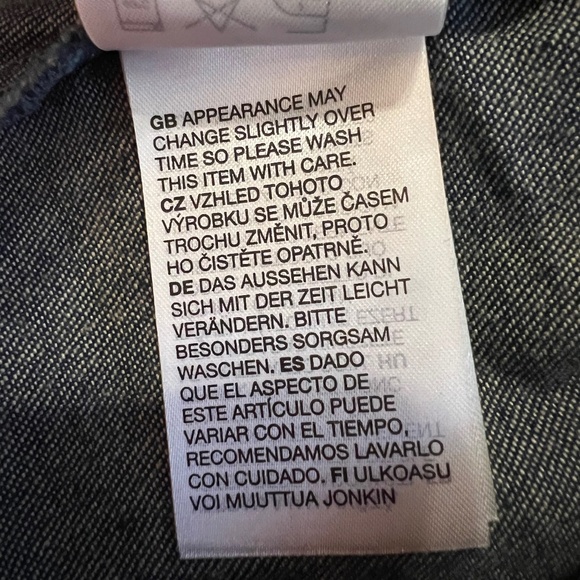 GB APPEARANCE MAY
CHANGE SLIGHTLY OVER
TIME SO PLEASE WASH
THIS ITEM WITH CARE.
CZ VZHLED TOHOTO
VÝROBKU SE MŮŽE ČASEM
TROCHU ZMĚNIT, PROTO
HO ČISTĚTE OPATRNĚ.
DE DAS AUSSEHEN KANN
SICH MIT DER ZEIT LEICHT
VERÄNDERN. BITTE
BESONDERS SORGSAM
WASCHEN. ES DADO
QUE EL ASPECTO DE
ESTE ARTÍCULO PUEDE
VARIAR CON EL TIEMPO,
RECOMENDAMOS LAVARLO
CON CUIDADO. FI ULKOASU
VOI MUUTTUA JONKIN